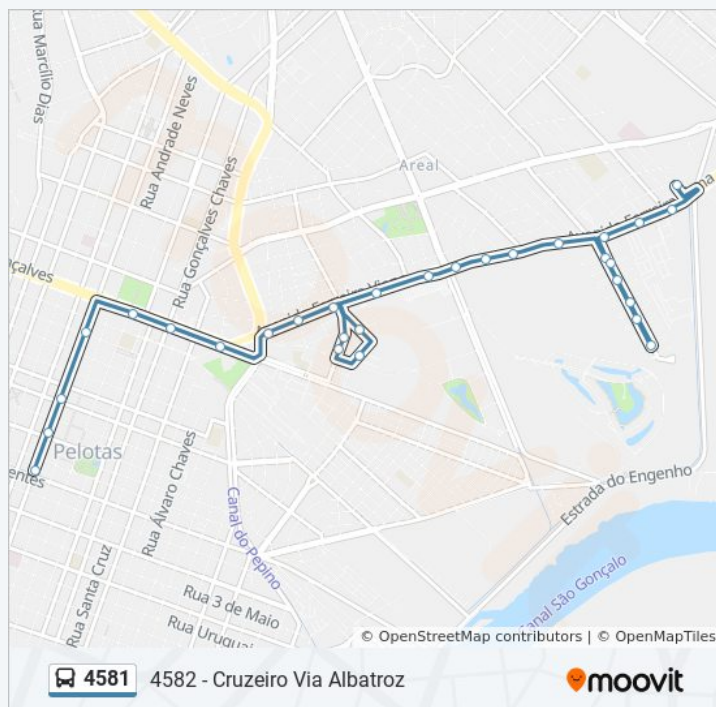 Rua Marcílio Dias
Rua Andrade Neves
Areal
Rua Gonçalves Chaves
Pelotas
Rua Álvaro Chaves
Rua Santa Cruz
Canal do Pepino
Estrada do Engenho
Rua 3 de Maio
Rua Uruguai
Canal São Gonçalo
© OpenStreetMap contributors | © OpenMapTiles
4581
4582 - Cruzeiro Via Albatroz
moovit